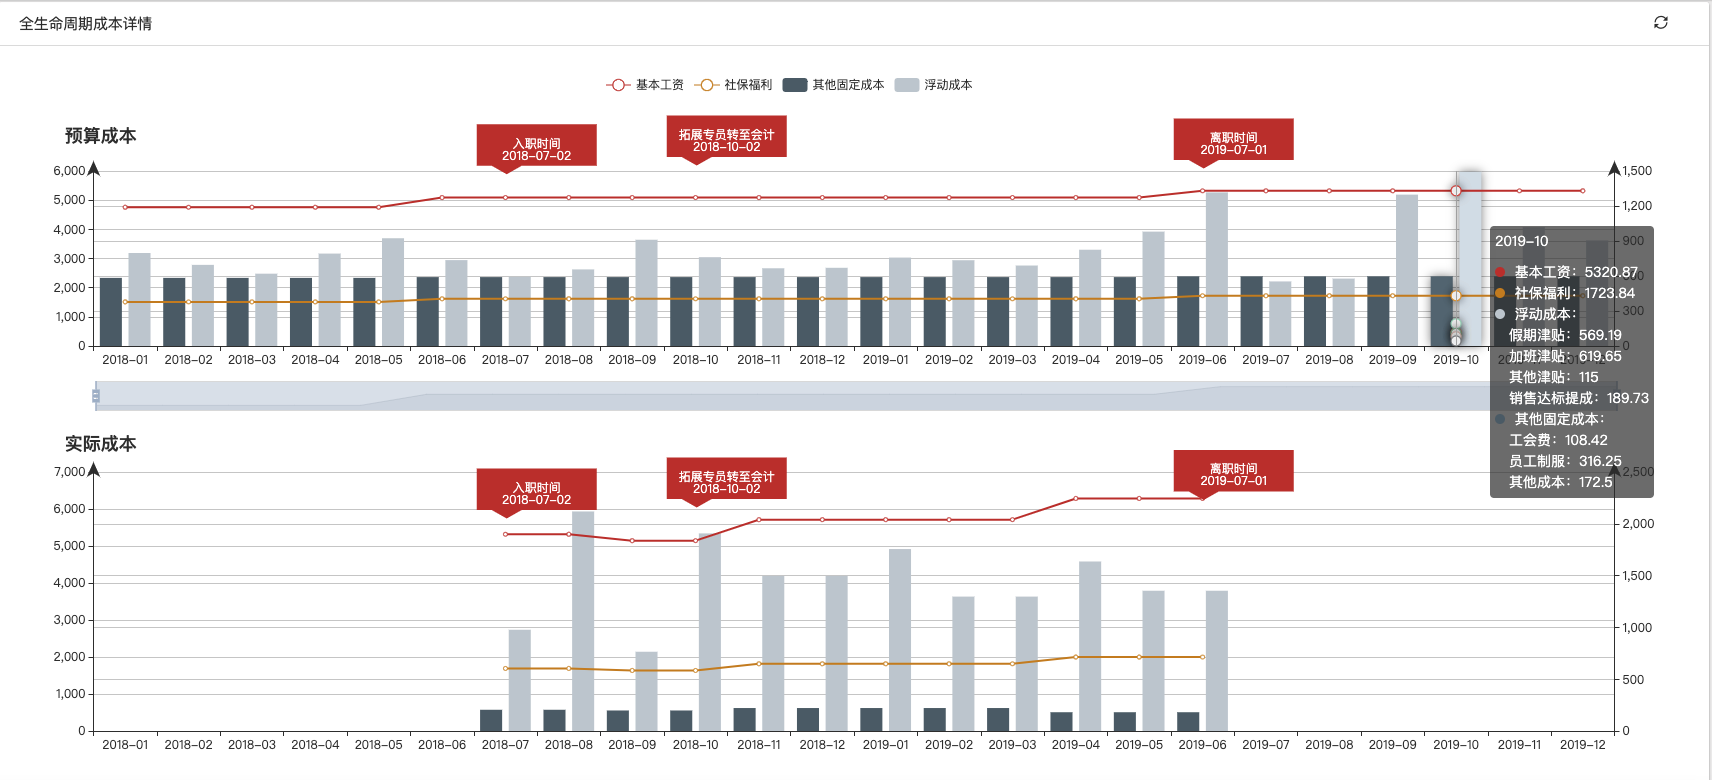 全生命周期成本详情
基本工资 社保福利 其他固定成本 浮动成本
预算成本
入职时间
2018-07-02
拓展专员转至会计
2018-10-02
离职时间
2019-07-01
6,000
5,000
4,000
3,000
2,000
1,000
0
1,500
1,200
900
300
0
2018-01 2018-02 2018-03 2018-04 2018-05 2018-06 2018-07 2018-08 2018-09 2018-10 2018-11 2018-12 2019-01 2019-02 2019-03 2019-04 2019-05 2019-06 2019-07 2019-08 2019-09 2019-10
2019-10
基本工资: 5320.87
社保福利: 1723.84
浮动成本:
假期津贴: 569.19
加班津贴: 619.65
其他津贴: 115
销售达标提成: 189.73
其他固定成本:
工会费: 108.42
员工制服: 316.25
其他成本: 172.5
实际成本
入职时间
2018-07-02
拓展专员转至会计
2018-10-02
离职时间
2019-07-01
7,000
6,000
5,000
4,000
3,000
2,000
1,000
0
2,500
2,000
1,500
1,000
500
0
2018-01 2018-02 2018-03 2018-04 2018-05 2018-06 2018-07 2018-08 2018-09 2018-10 2018-11 2018-12 2019-01 2019-02 2019-03 2019-04 2019-05 2019-06 2019-07 2019-08 2019-09 2019-10 2019-11 2019-12